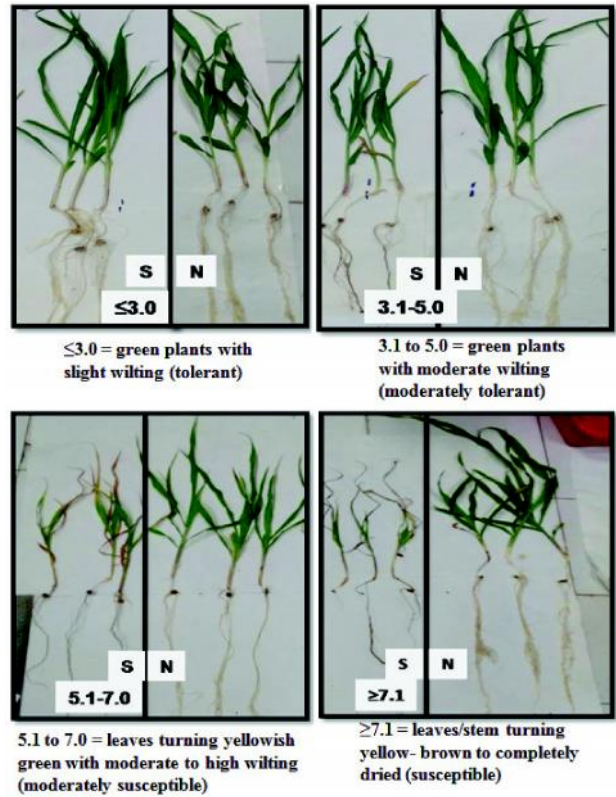 S N
≤3.0
≤3.0 = green plants with
slight wilting (tolerant)
S N
3.1-5.0
3.1 to 5.0 = green plants
with moderate wilting
(moderately tolerant)
S N
5.1-7.0
5.1 to 7.0 = leaves turning yellowish
green with moderate to high wilting
(moderately susceptible)
S N
≥7.1
≥7.1 = leaves/stem turning
yellow- brown to completely
dried (susceptible)